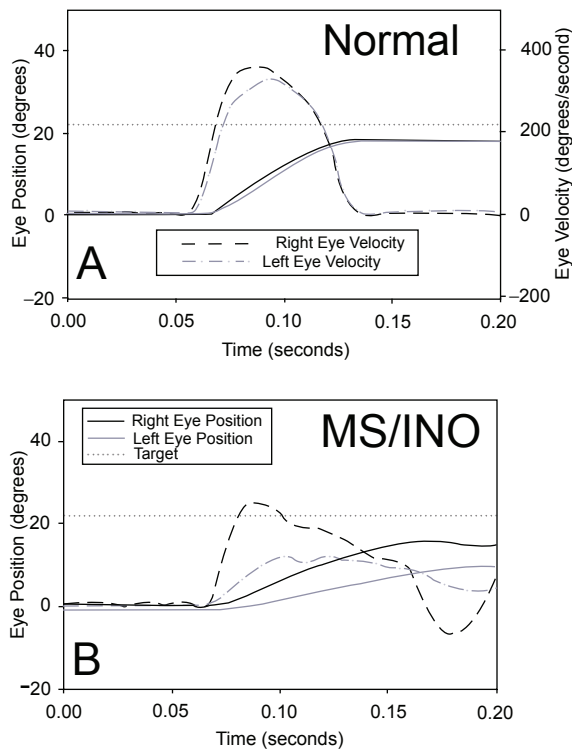 Normal
40
20
0
–20
400
200
0
–200
Eye Position (degrees)
Eye Velocity (degrees/second)
A
Right Eye Velocity
Left Eye Velocity
0.00 0.05 0.10 0.15 0.20
Time (seconds)
MS/INO
Right Eye Position
Left Eye Position
Target
40
20
0
–20
Eye Position (degrees)
B
0.00 0.05 0.10 0.15 0.20
Time (seconds)